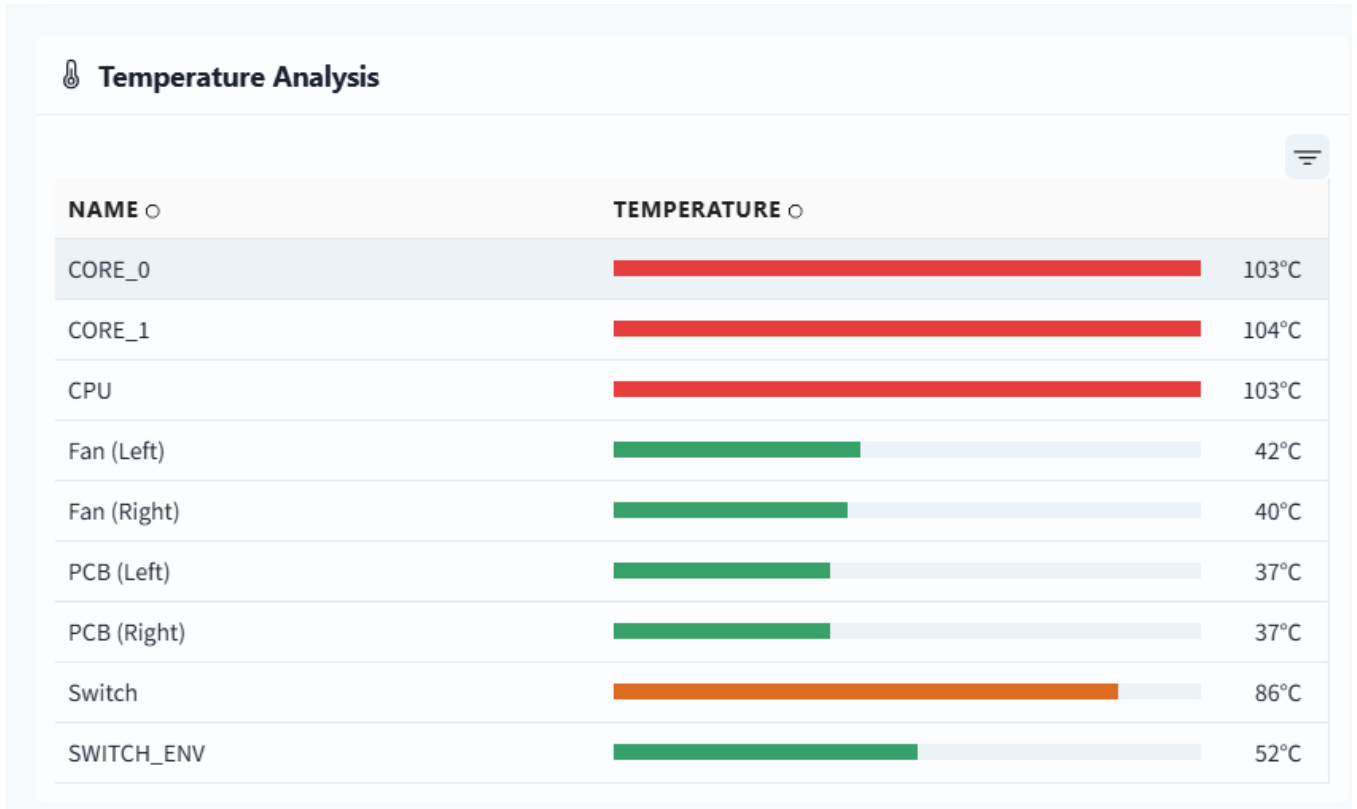 Temperature Analysis
NAME TEMPERATURE
CORE_0 103°C
CORE_1 104°C
CPU 103°C
Fan (Left) 42°C
Fan (Right) 40°C
PCB (Left) 37°C
PCB (Right) 37°C
Switch 86°C
SWITCH_ENV 52°C